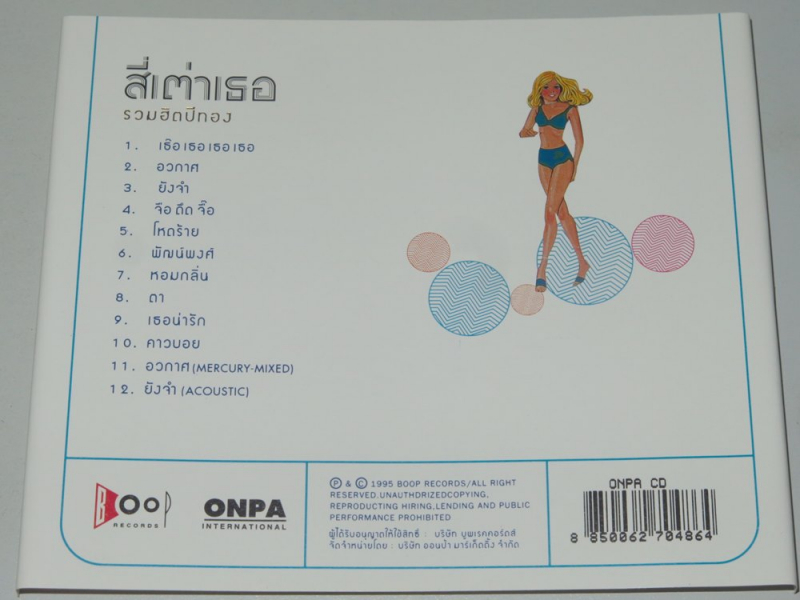 สี่เต่าเธอ
รวมฮิตปีทอง
1. เธ๊อ เธอ เธอ เธอ
2. อวกาศ
3. ยังจำ
4. จือ ดึด จื๊อ
5. โหดร้าย
6. พัฒน์พงศ์
7. หอมกลิ่น
8. ดา
9. เธอน่ารัก
10. คาวบอย
11. อวกาศ (MERCURY-MIXED)
12. ยังจำ (ACOUSTIC)
BOOP
RECORDS
ONPA
INTERNATIONAL
Ⓟ & © 1995 BOOP RECORDS/ALL RIGHT
RESERVED.UNAUTHDRIZEDCOPYING,
REPRODUCTING HIRING,LENDING AND PUBLIC
PERFORMANCE PROHIBITED
ผู้ได้รับอนุญาตให้ใช้สิทธิ์ : บริษัท บูพเรคคอร์ดส์
จัดจำหน่ายโดย : บริษัท ออนป้า มาร์เก็ตติ้ง จำกัด
ONPA CD
8 850062 704864